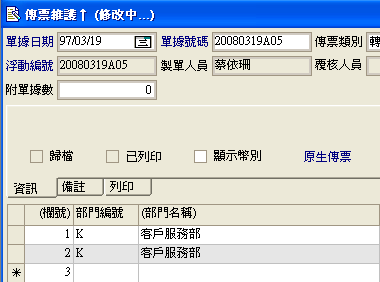 傳票維護↑ (修改中...)
單據日期 97/03/19 單據號碼 20080319A05 傳票類別 轉
浮動編號 20080319A05 製單人員 蔡依珊 覆核人員
附單據數 0
歸檔 已列印 顯示幣別 原生傳票
資訊 備註 列印
(欄號) 部門編號 (部門名稱)
1 K 客戶服務部
2 K 客戶服務部
* 3